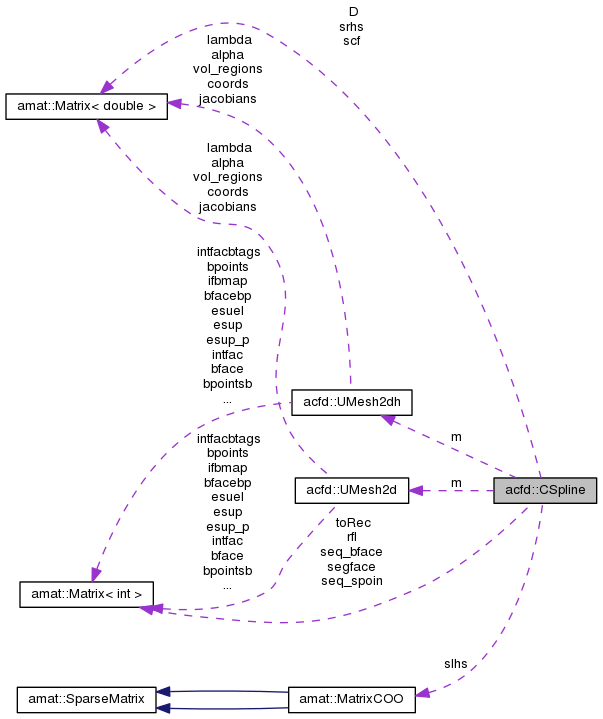 D
srhs
scf
lambda
alpha
vol_regions
coords
jacobians
amat::Matrix< double >
lambda
alpha
vol_regions
coords
jacobians
intfacbtags
bpoints
ifbmap
bfacebp
esuel
esup
esup_p
intfac
bface
bpointsb
...
acfd::UMesh2dh
m
intfacbtags
bpoints
ifbmap
bfacebp
esuel
esup
esup_p
intfac
bface
bpointsb
...
acfd::UMesh2d
m
acfd::CSpline
toRec
rfl
seq_bface
segface
seq_spoin
amat::Matrix< int >
slhs
amat::SparseMatrix
amat::MatrixCOO